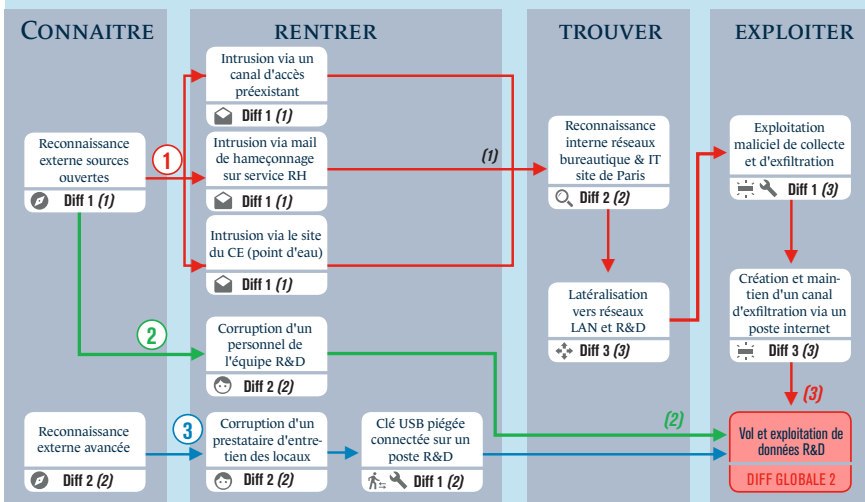 CONNAITRE
RENTRER
TROUVER
EXPLOITER
Reconnaissance
externe sources
ouvertes
Diff 1 (1)
1
Intrusion via un
canal d'accès
préexistant
Diff 1 (1)
Intrusion via mail
de hameçonnage
sur service RH
Diff 1 (1)
Intrusion via le site
du CE (point d'eau)
Diff 1 (1)
(1)
Reconnaissance
interne réseaux
bureautique & IT
site de Paris
Diff 2 (2)
Latéralisation
vers réseaux
LAN et R&D
Diff 3 (3)
Exploitation
maliciel de collecte
et d'exfiltration
Diff 1 (3)
Création et main-
tien d'un canal
d'exfiltration via un
poste internet
Diff 3 (3)
(3)
2
Corruption d'un
personnel de
l'équipe R&D
Diff 2 (2)
(2)
Reconnaissance
externe avancée
Diff 2 (2)
3
Corruption d'un
prestataire d'entre-
tien des locaux
Diff 2 (2)
Clé USB piégée
connectée sur un
poste R&D
Diff 1 (2)
Vol et exploitation de
données R&D
DIFF GLOBALE 2